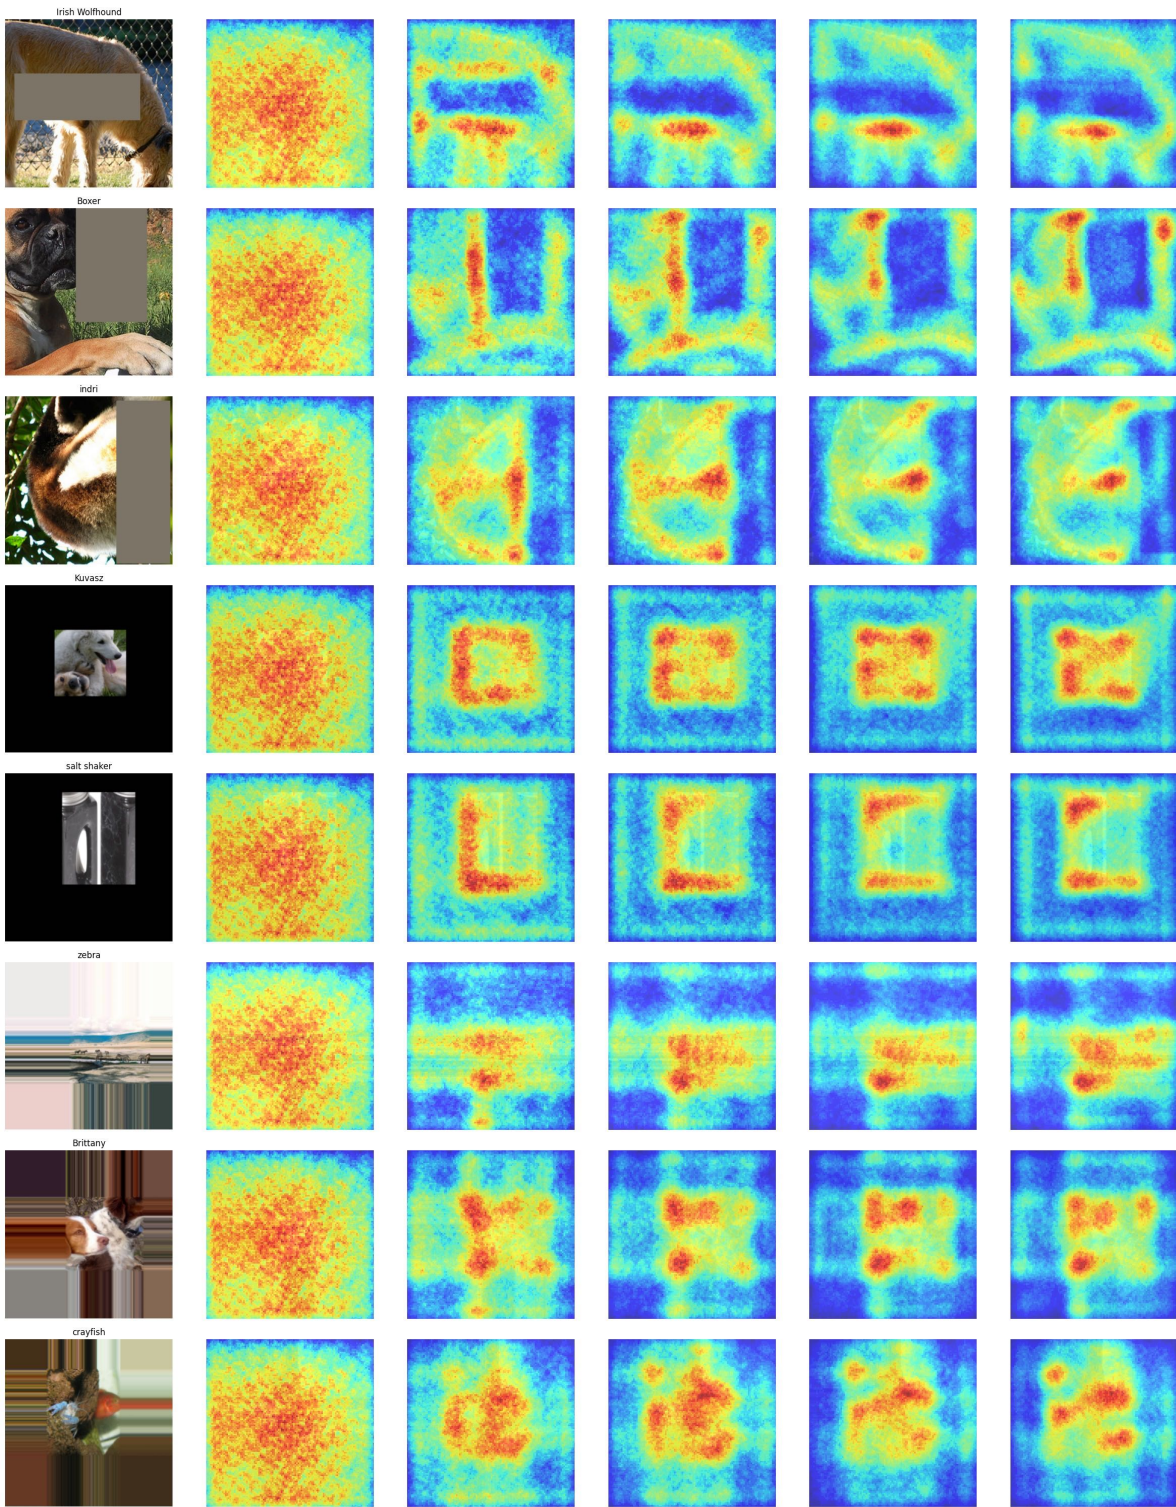 Irish Wolfhound
Boxer
indri
Kuvasz
salt shaker
zebra
Brittany
crayfish